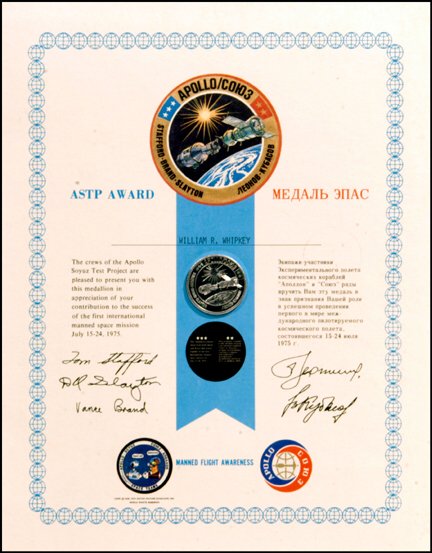 APOLLO/СОЮЗ
STAFFORD·BRAND·SLAYTON ЛЕОНОВ·КУБАСОВ
ASTP AWARD
МЕДАЛЬ ЭПАС
WILLIAM R. WHIPKEY
The crews of the Apollo
Soyuz Test Project are
pleased to present you with
this medallion in
appreciation of your
contribution to the success
of the first international
manned space mission
July 15-24, 1975.
Экипажи участники
Экспериментального полета
космических кораблей
"Аполлон" и "Союз" рады
вручить Вам эту медаль в
знак признания Вашей роли
в успешном проведении
первого в мире меж-
дународного пилотируемого
космического полета,
состоявшегося 15-24 июля
1975 г.
Tom Stafford
D K Slayton
Vance Brand
MANNED FLIGHT AWARENESS
SPACE TEAMS
APOLLO СОЮЗ